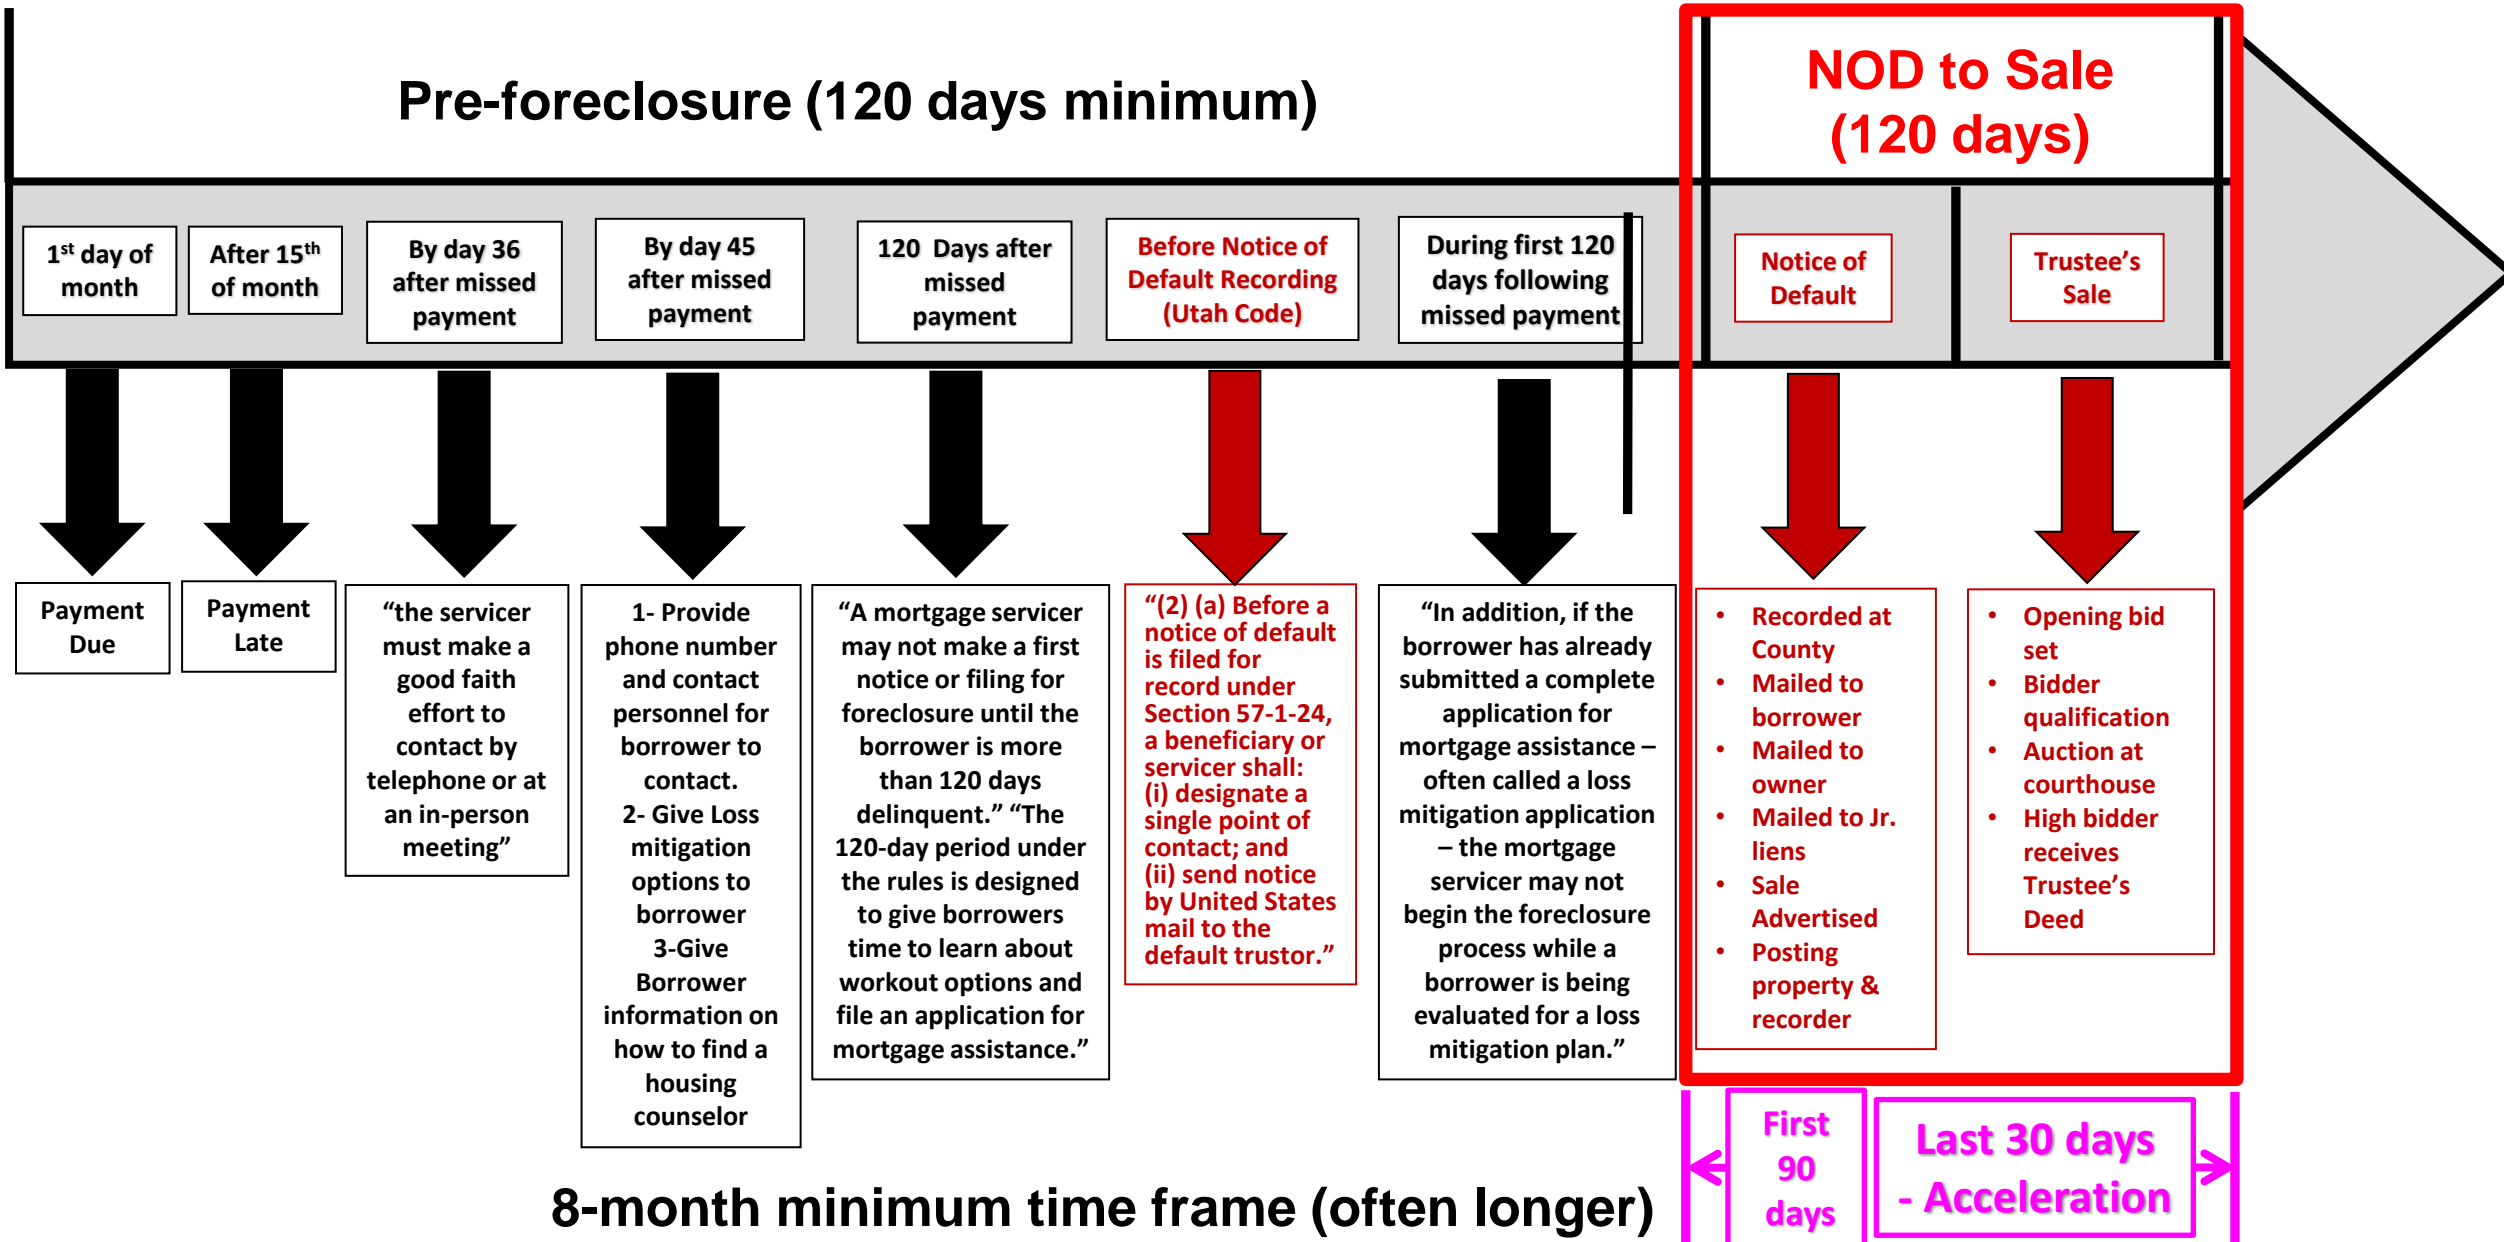 Pre-foreclosure (120 days minimum)
NOD to Sale
(120 days)
1st day of
month
After 15th
of month
By day 36
after missed
payment
By day 45
after missed
payment
120  Days after
missed
payment
Before Notice of
Default Recording
(Utah Code)
During first 120
days following
missed payment
Notice of
Default
Trustee’s
Sale
Payment
Due
Payment
Late
“the servicer
must make a
good faith
effort to
contact by
telephone or at
an in-person
meeting”
1- Provide
phone number
and contact
personnel for
borrower to
contact.
2- Give Loss
mitigation
options to
borrower
3-Give
Borrower
information on
how to find a
housing
counselor
“A mortgage servicer
may not make a first
notice or filing for
foreclosure until the
borrower is more
than 120 days
delinquent.” “The
120-day period under
the rules is designed
to give borrowers
time to learn about
workout options and
file an application for
mortgage assistance.”
“(2) (a) Before a
notice of default
is filed for
record under
Section 57-1-24,
a beneficiary or
servicer shall:
(i) designate a
single point of
contact; and
(ii) send notice
by United States
mail to the
default trustor.”
“In addition, if the
borrower has already
submitted a complete
application for
mortgage assistance –
often called a loss
mitigation application
– the mortgage
servicer may not
begin the foreclosure
process while a
borrower is being
evaluated for a loss
mitigation plan.”
• Recorded at
County
• Mailed to
borrower
• Mailed to
owner
• Mailed to Jr.
liens
• Sale
Advertised
• Posting
property &
recorder
• Opening bid
set
• Bidder
qualification
• Auction at
courthouse
• High bidder
receives
Trustee’s
Deed
First
90
days
Last 30 days
- Acceleration
8-month minimum time frame (often longer)